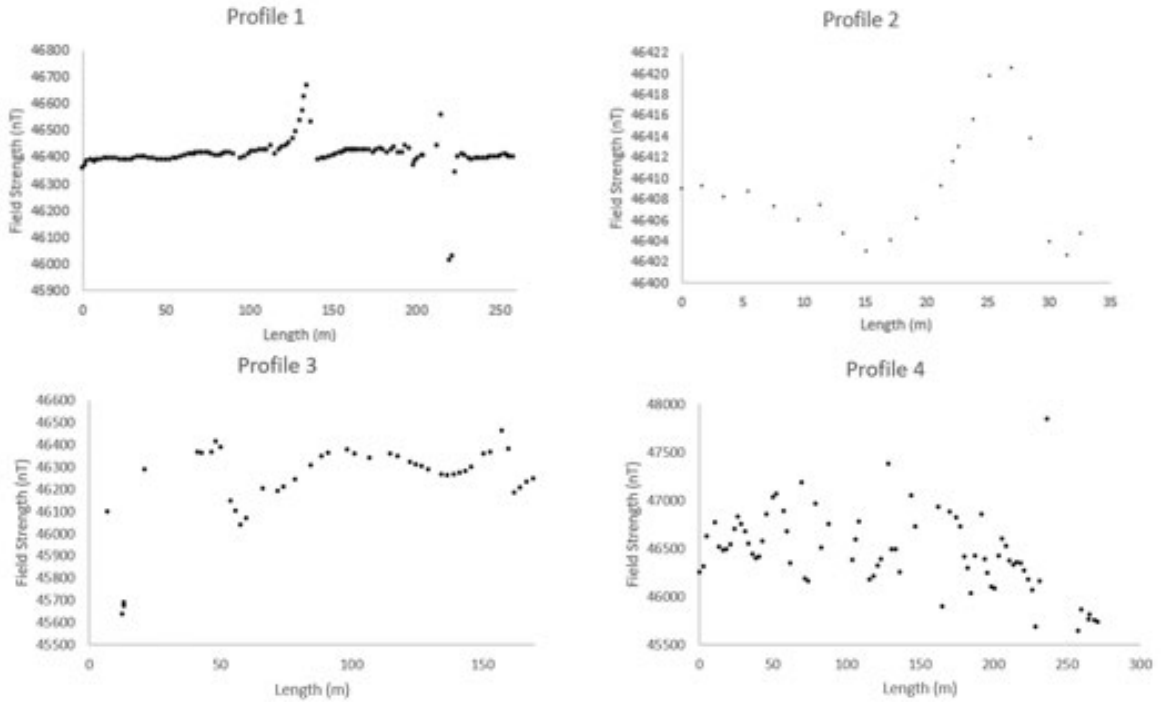 Profile 1
Field Strength (nT)
46800
46700
46600
46500
46400
46300
46200
46100
46000
45900
0 50 100 150 200 250
Length (m)
Profile 2
Field Strength (nT)
46422
46420
46418
46416
46414
46412
46410
46408
46406
46404
46402
46400
0 5 10 15 20 25 30 35
Length (m)
Profile 3
Field Strength (nT)
46600
46500
46400
46300
46200
46100
46000
45900
45800
45700
45600
45500
0 50 100 150
Length (m)
Profile 4
Field Strength (nT)
48000
47500
47000
46500
46000
45500
0 50 100 150 200 250 300
Length (m)